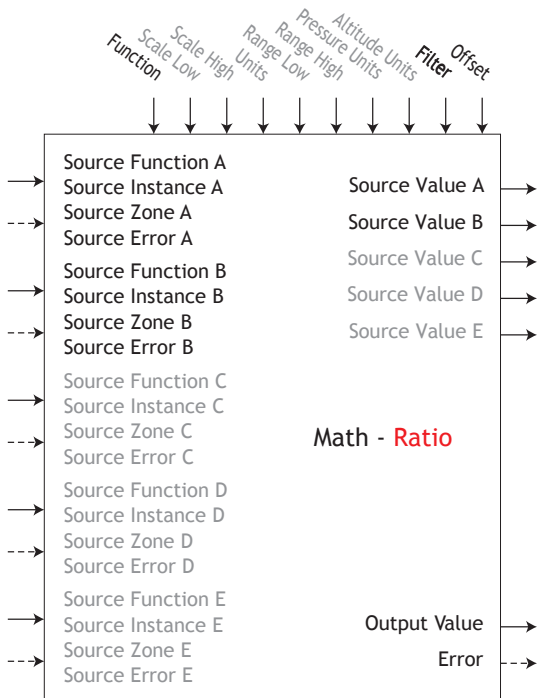 Function
Scale Low
Scale High
Units
Range Low
Range High
Pressure Units
Altitude Units
Filter
Offset
Source Function A
Source Instance A
Source Zone A
Source Error A
Source Function B
Source Instance B
Source Zone B
Source Error B
Source Function C
Source Instance C
Source Zone C
Source Error C
Source Function D
Source Instance D
Source Zone D
Source Error D
Source Function E
Source Instance E
Source Zone E
Source Error E
Source Value A
Source Value B
Source Value C
Source Value D
Source Value E
Math - Ratio
Output Value
Error